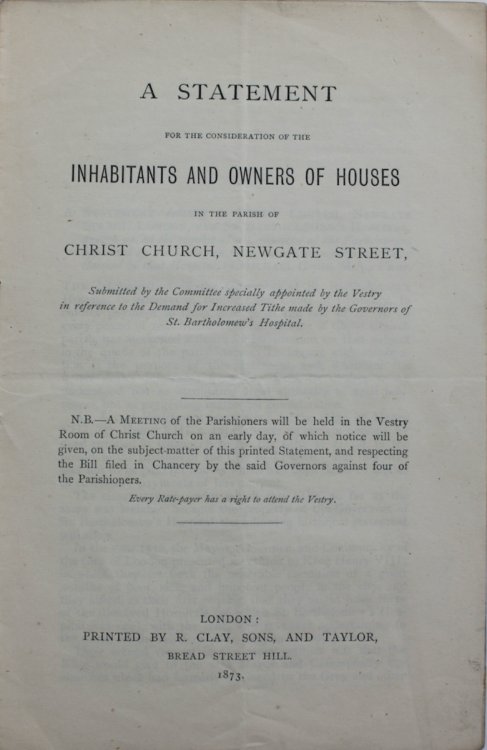 A STATEMENT
FOR THE CONSIDERATION OF THE
INHABITANTS AND OWNERS OF HOUSES
IN THE PARISH OF
CHRIST CHURCH, NEWGATE STREET,
Submitted by the Committee specially appointed by the Vestry
in reference to the Demand for Increased Tithe made by the Governors of
St. Bartholomew's Hospital.
N.B.—A MEETING of the Parishioners will be held in the Vestry
Room of Christ Church on an early day, of which notice will be
given, on the subject-matter of this printed Statement, and respecting
the Bill filed in Chancery by the said Governors against four of
the Parishioners.
Every Rate-payer has a right to attend the Vestry.
LONDON:
PRINTED BY R. CLAY, SONS, AND TAYLOR,
BREAD STREET HILL.
1873.